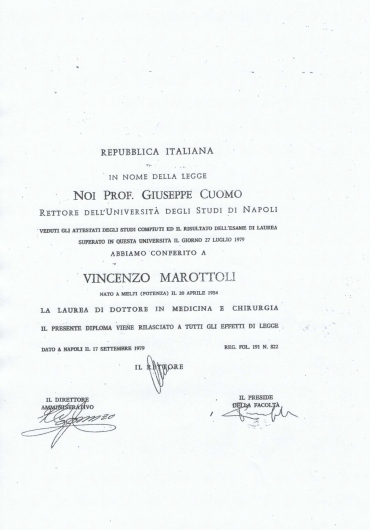 REPUBBLICA ITALIANA
IN NOME DELLA LEGGE
NOI PROF. GIUSEPPE CUOMO
RETTORE DELL'UNIVERSITÀ DEGLI STUDI DI NAPOLI
VEDUTI GLI ATTESTATI DEGLI STUDI COMPIUTI ED IL RISULTATO DELL'ESAME DI LAUREA
SUPERATO IN QUESTA UNIVERSITÀ IL GIORNO 27 LUGLIO 1979
ABBIAMO CONFERITO A
VINCENZO MAROTTOLI
NATO A MELFI (POTENZA) IL 20 APRILE 1954
LA LAUREA DI DOTTORE IN MEDICINA E CHIRURGIA
IL PRESENTE DIPLOMA VIENE RILASCIATO A TUTTI GLI EFFETTI DI LEGGE
DATO A NAPOLI IL 17 SETTEMBRE 1979 REG. FOL. 191 N. 822
IL RETTORE
IL DIRETTORE
AMMINISTRATIVO
IL PRESIDE
DELLA FACOLTÀ